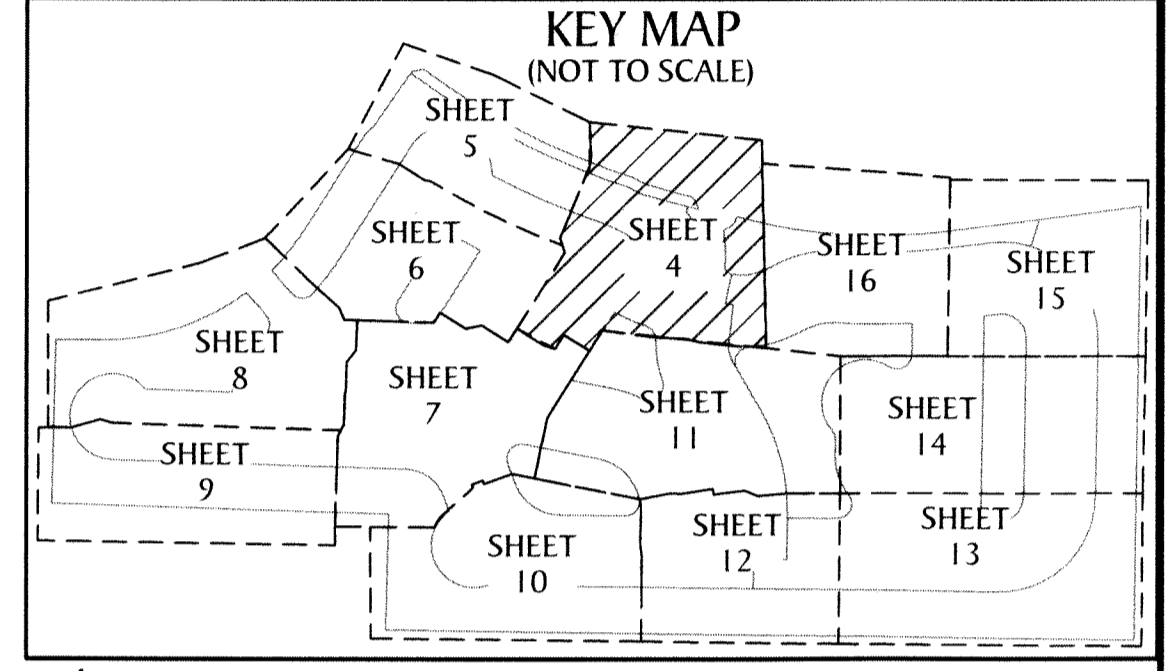 KEY MAP
(NOT TO SCALE)
SHEET
5
SHEET
4
SHEET
6
SHEET
16
SHEET
15
SHEET
8
SHEET
7
SHEET
11
SHEET
14
SHEET
9
SHEET
10
SHEET
12
SHEET
13